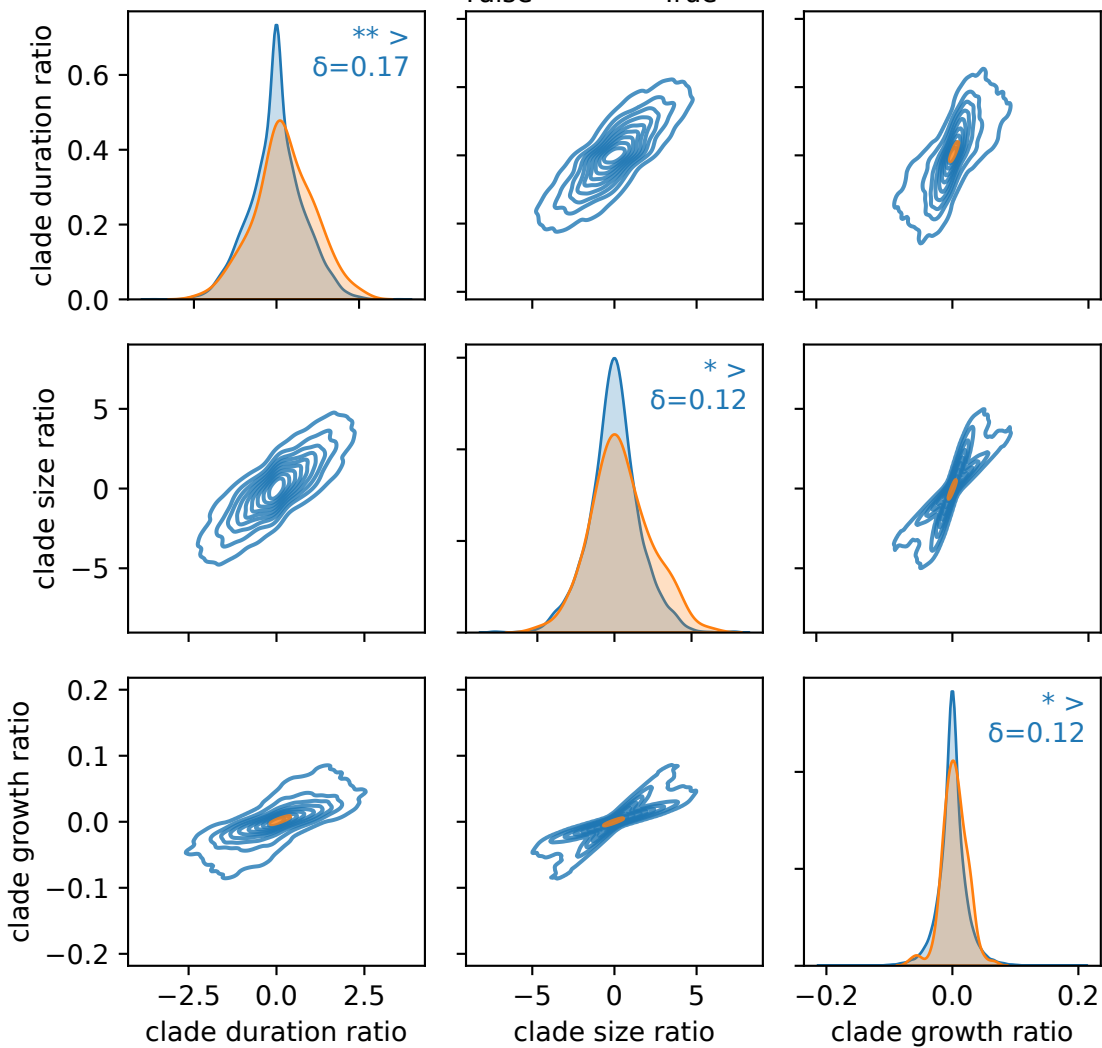 False True
clade duration ratio
0.6
0.4
0.2
0.0
** >
δ=0.17
clade size ratio
5
0
−5
* >
δ=0.12
clade growth ratio
0.2
0.1
0.0
−0.1
−0.2
* >
δ=0.12
−2.5 0.0 2.5
−5 0 5
−0.2 0.0 0.2
clade duration ratio
clade size ratio
clade growth ratio